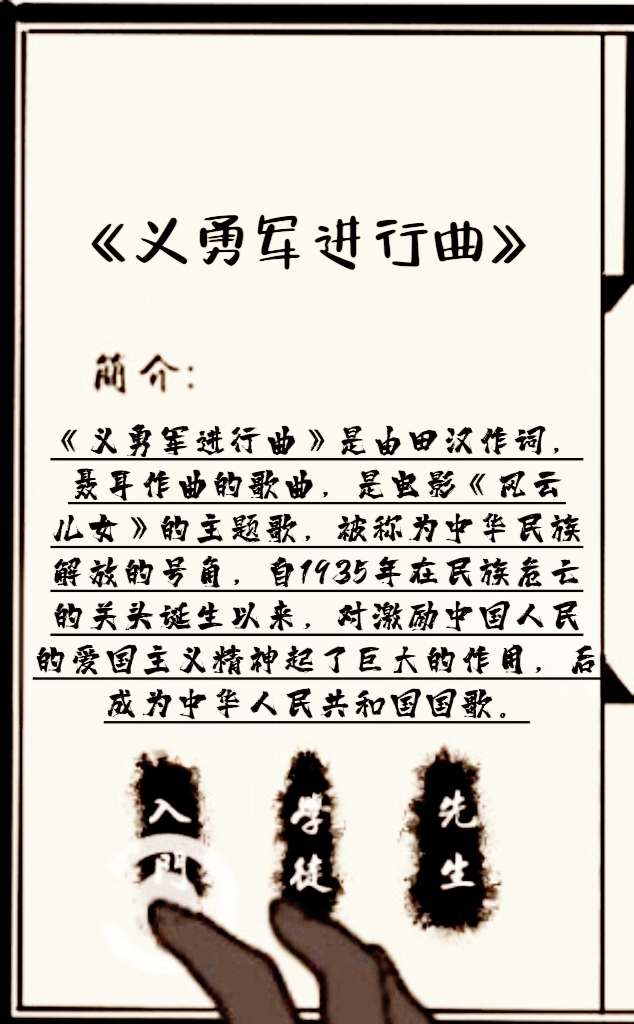 《义勇军进行曲》
簡介：
《义勇军进行曲》是由田汉作词，
聂耳作曲的歌曲，是电影《风云
儿女》的主题歌，被称为中华民族
解放的号角，自1935年在民族危亡
的关头诞生以来，对激励中国人民
的爱国主义精神起了巨大的作用，后
成为中华人民共和国国歌。
入門
學徒
先生